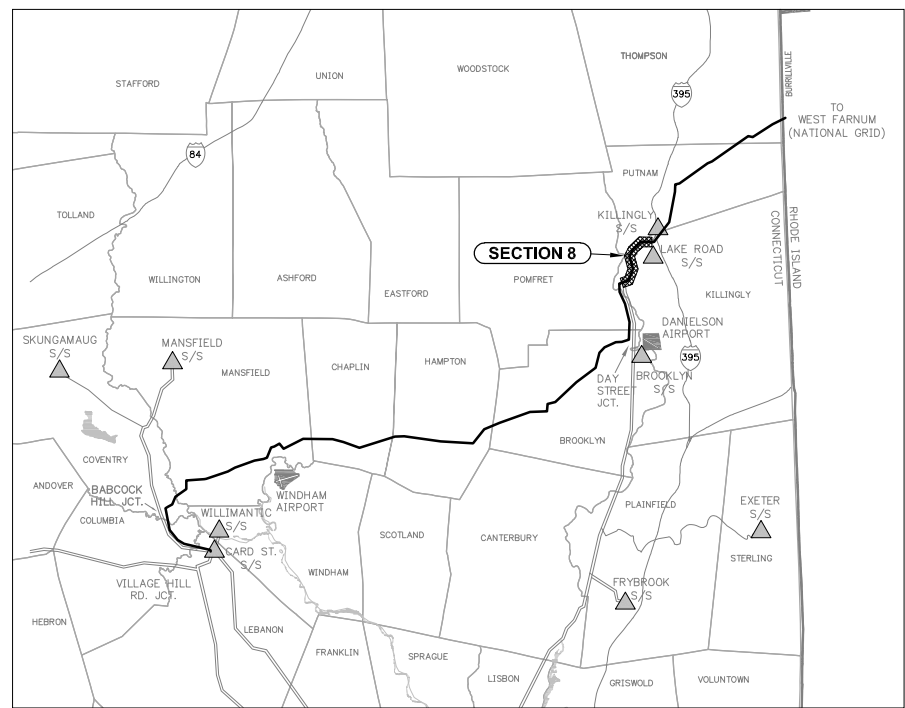 THOMPSON
WOODSTOCK
UNION
STAFFORD
BURRILLVILLE
395
TO
WEST FARNUM
(NATIONAL GRID)
84
PUTNAM
TOLLAND
KILLINGLY
S/S
RHODE ISLAND
CONNECTICUT
SECTION 8
LAKE ROAD
S/S
WILLINGTON
ASHFORD
EASTFORD
POMFRET
KILLINGLY
DANIELSON
AIRPORT
SKUNGAMAUG
S/S
MANSFIELD
S/S
MANSFIELD
CHAPLIN
HAMPTON
395
DAY
STREET
JCT.
BROOKLYN
S/S
BROOKLYN
COVENTRY
ANDOVER
BABCOCK
HILL JCT.
COLUMBIA
WINDHAM
AIRPORT
WILLIMANTIC
S/S
CARD ST.
S/S
SCOTLAND
CANTERBURY
PLAINFIELD
EXETER
S/S
STERLING
VILLAGE HILL
RD. JCT.
WINDHAM
FRYBROOK
S/S
HEBRON
LEBANON
FRANKLIN
SPRAGUE
LISBON
GRISWOLD
VOLUNTOWN